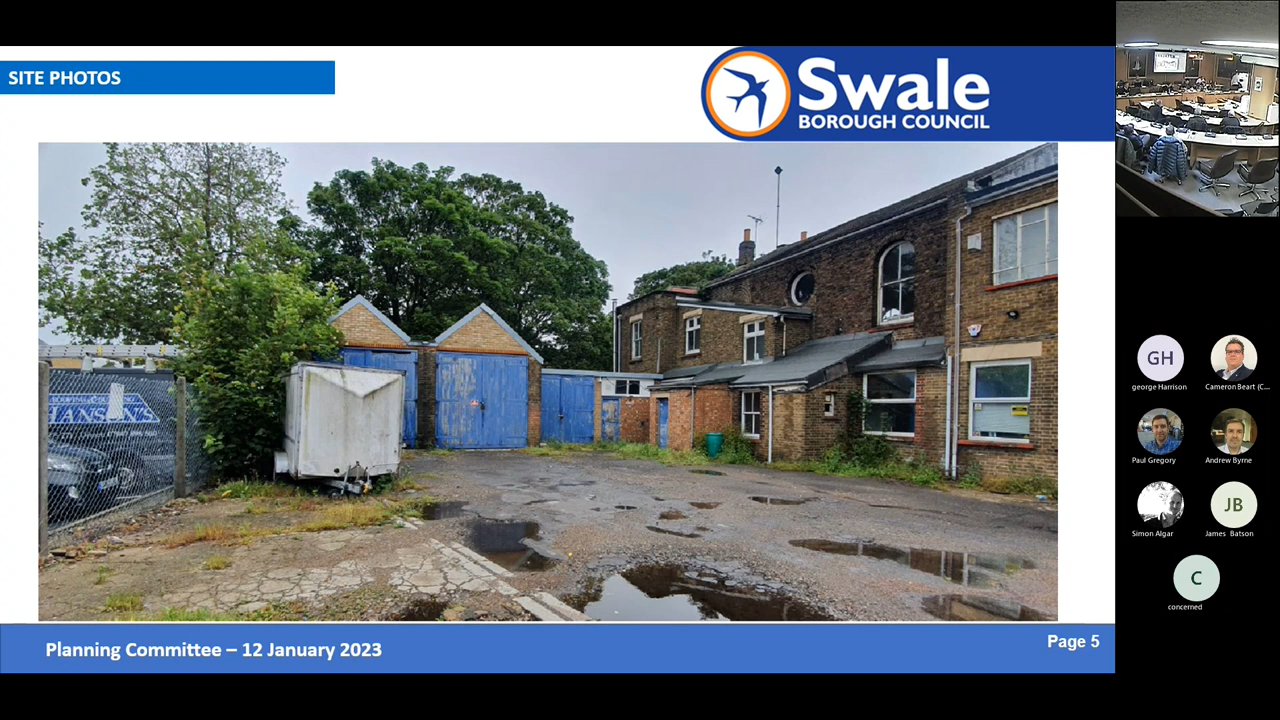 SITE PHOTOS
Swale
BOROUGH COUNCIL
GH
george Harrison
Cameron Beart (C...
Paul Gregory
Andrew Byrne
JB
Simon Algar
James Batson
C
concerned
Planning Committee – 12 January 2023
Page 5